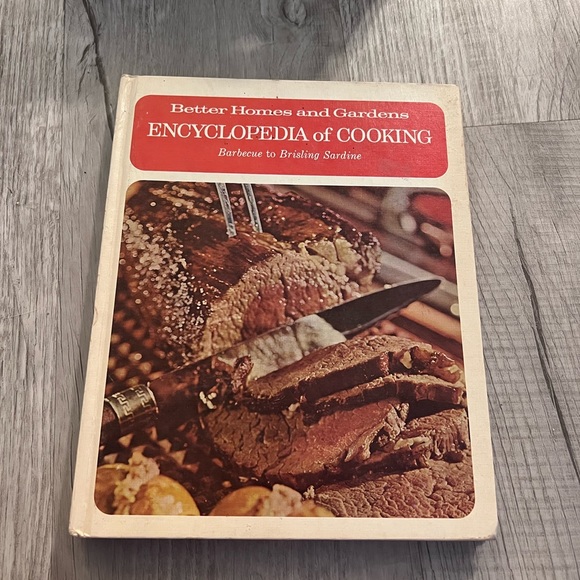 Better Homes and Gardens
ENCYCLOPEDIA of COOKING
Barbecue to Brisling Sardine